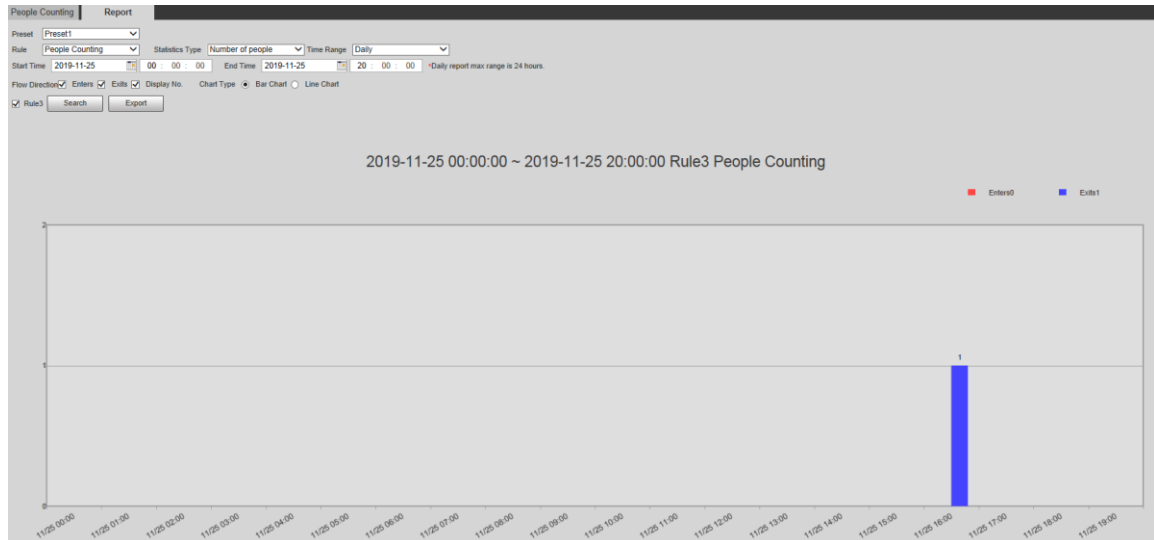 People Counting Report
Preset Preset1
Rule People Counting Statistics Type Number of people Time Range Daily
Start Time 2019-11-25 00 : 00 : 00 End Time 2019-11-25 20 : 00 : 00 *Daily report max range is 24 hours.
Flow Direction Enters Exits Display No. Chart Type Bar Chart Line Chart
Rule3 Search Export
2019-11-25 00:00:00 ~ 2019-11-25 20:00:00 Rule3 People Counting
Enters0 Exits1
2
1
1
0
11/25 00:00 11/25 01:00 11/25 02:00 11/25 03:00 11/25 04:00 11/25 05:00 11/25 06:00 11/25 07:00 11/25 08:00 11/25 09:00 11/25 10:00 11/25 11:00 11/25 12:00 11/25 13:00 11/25 14:00 11/25 15:00 11/25 16:00 11/25 17:00 11/25 18:00 11/25 19:00